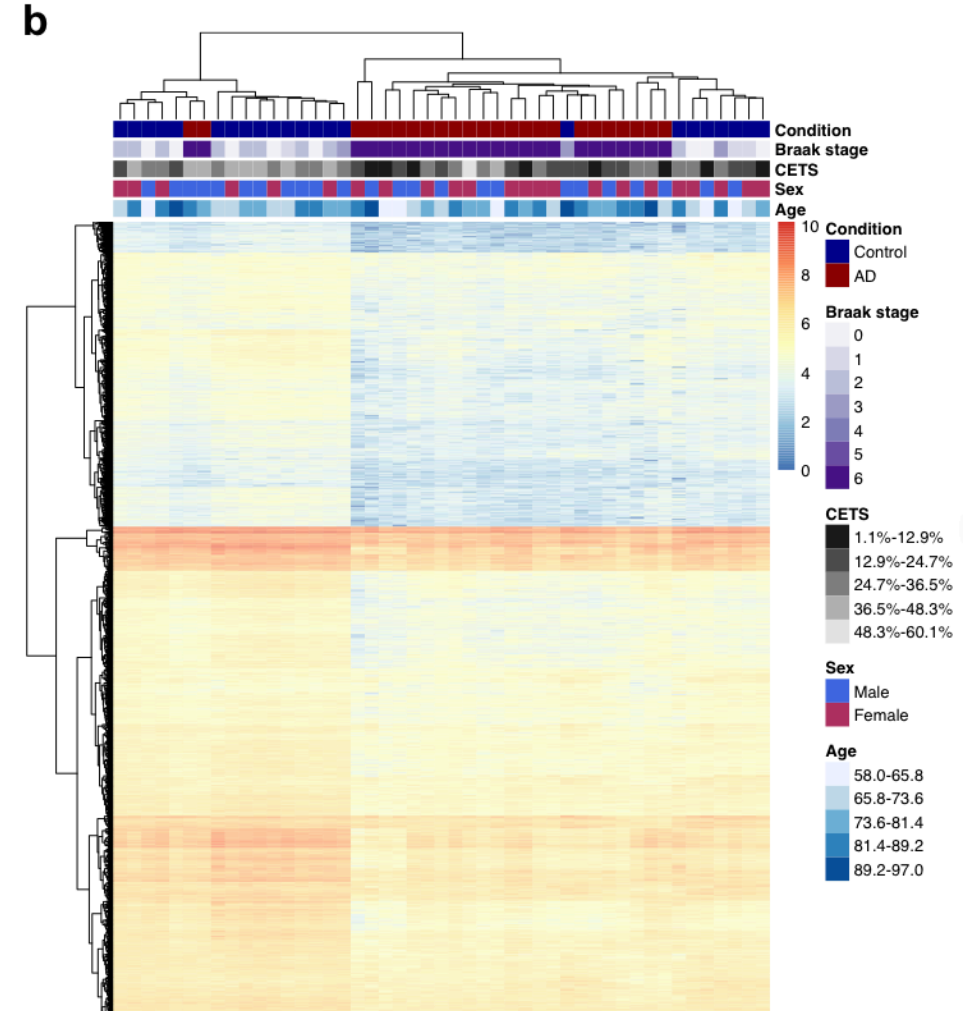 b
Condition
Braak stage
CETS
Sex
Age
10
8
6
4
2
0
Condition
Control
AD
Braak stage
0
1
2
3
4
5
6
CETS
1.1%-12.9%
12.9%-24.7%
24.7%-36.5%
36.5%-48.3%
48.3%-60.1%
Sex
Male
Female
Age
58.0-65.8
65.8-73.6
73.6-81.4
81.4-89.2
89.2-97.0